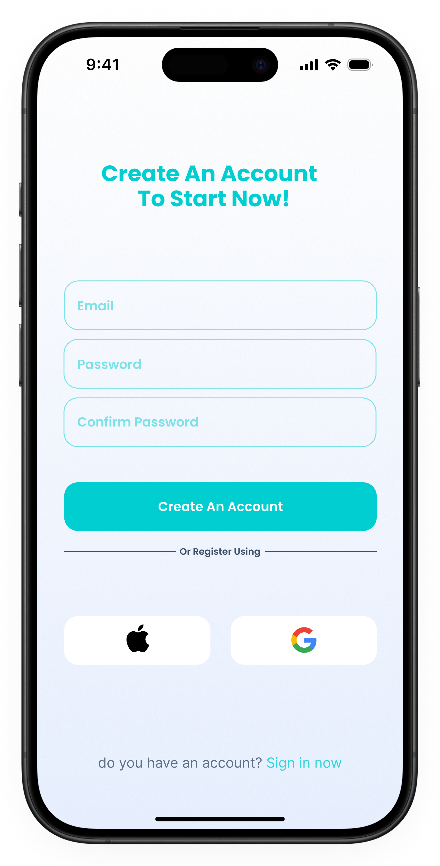 9:41
Create An Account
To Start Now!
Email
Password
Confirm Password
Create An Account
Or Register Using
do you have an account? Sign in now